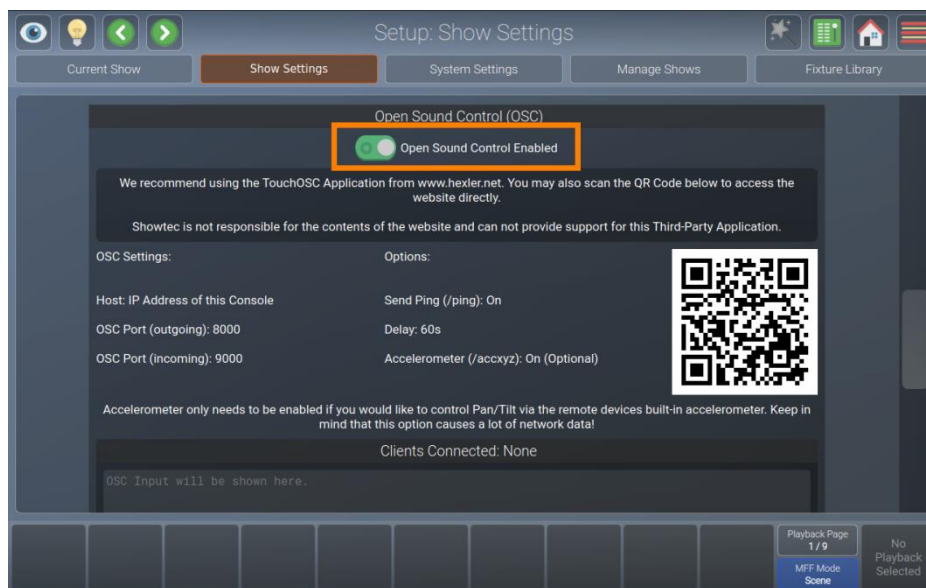 Setup: Show Settings
Current Show
Show Settings
System Settings
Manage Shows
Fixture Library
Open Sound Control (OSC)
Open Sound Control Enabled
We recommend using the TouchOSC Application from www.hexler.net. You may also scan the QR Code below to access the
website directly.
Showtec is not responsible for the contents of the website and can not provide support for this Third-Party Application.
OSC Settings:
Options:
Host: IP Address of this Console
Send Ping (/ping): On
OSC Port (outgoing): 8000
Delay: 60s
OSC Port (incoming): 9000
Accelerometer (/accxyz): On (Optional)
Accelerometer only needs to be enabled if you would like to control Pan/Tilt via the remote devices built-in accelerometer. Keep in
mind that this option causes a lot of network data!
Clients Connected: None
OSC Input will be shown here.
Playback Page
1/9
MFF Mode
Scene
No
Playback
Selected